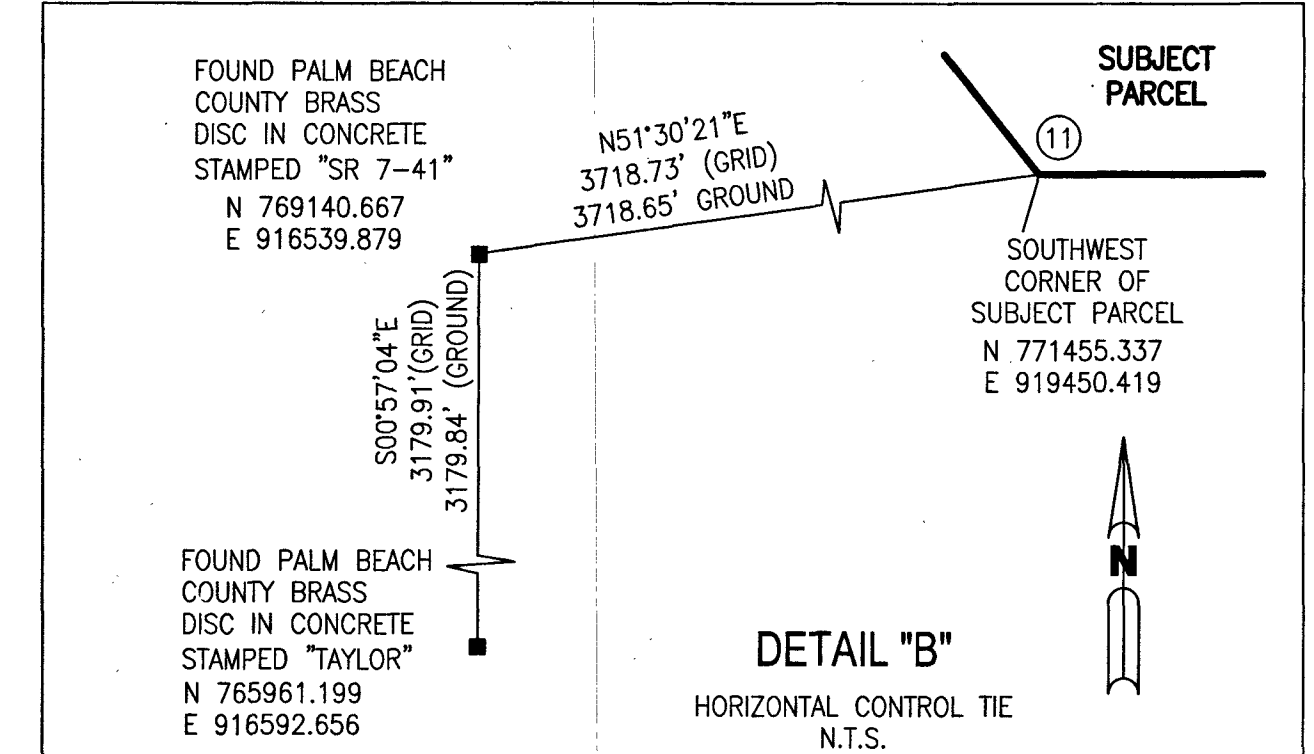 FOUND PALM BEACH
COUNTY BRASS
DISC IN CONCRETE
STAMPED "SR 7-41"
N 769140.667
E 916539.879
N51°30'21"E
3718.73' (GRID)
3718.65' GROUND
SUBJECT
PARCEL
11
SOUTHWEST
CORNER OF
SUBJECT PARCEL
N 771455.337
E 919450.419
S00°57'04"E
3179.91'(GRID)
3179.84' (GROUND)
FOUND PALM BEACH
COUNTY BRASS
DISC IN CONCRETE
STAMPED "TAYLOR"
N 765961.199
E 916592.656
N
DETAIL "B"
HORIZONTAL CONTROL TIE
N.T.S.